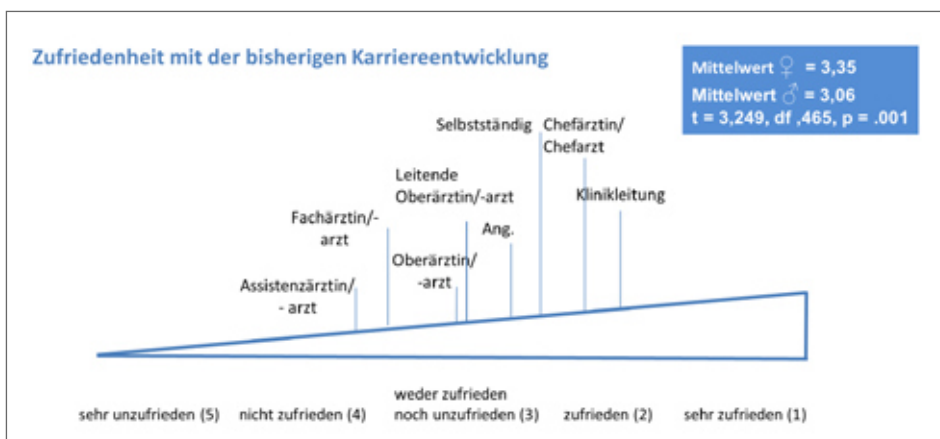 Zufriedenheit mit der bisherigen Karriereentwicklung
Mittelwert ♀ = 3,35
Mittelwert ♂ = 3,06
t = 3,249, df ,465, p = .001
Selbstständig
Chefärztin/
Chefarzt
Leitende
Oberärztin/-arzt
Klinikleitung
Fachärztin/-
arzt
Ang.
Oberärztin/
-arzt
Assistenzärztin/
- arzt
sehr unzufrieden (5)
nicht zufrieden (4)
weder zufrieden
noch unzufrieden (3)
zufrieden (2)
sehr zufrieden (1)